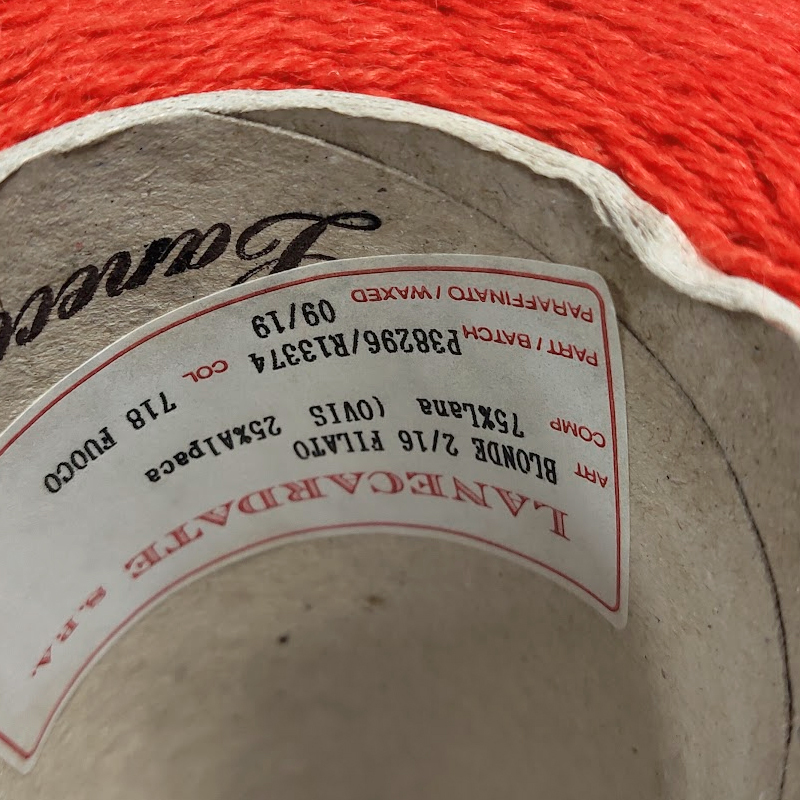 LANECARDATE S.P.A.
ART BLONDE 2/16 FILATO
COMP 75%Lana (OVIS 25%Alpaca
PART / BATCH P38296/R13374 COL 718 FUOCO
PARAFFINATO / WAXED 09/19